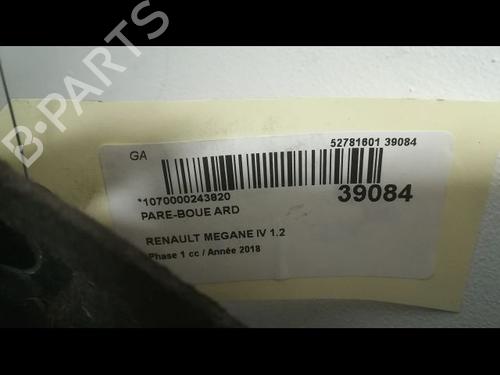 B-PARTS
GA
52781601 39084
*1070000243820
39084
PARE-BOUE ARD
RENAULT MEGANE IV 1.2
Phase 1 cc / Année 2018